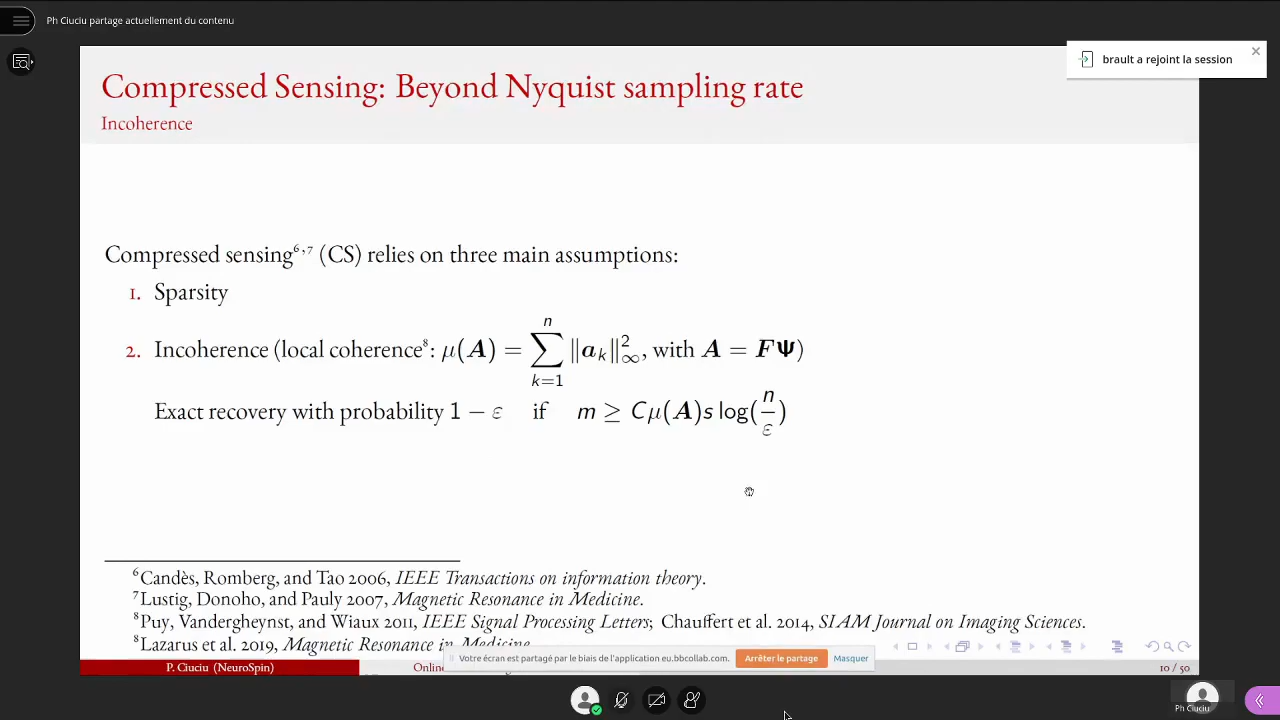 Ph Ciuciu partage actuellement du contenu
brault a rejoint la session
Compressed Sensing: Beyond Nyquist sampling rate
Incoherence
Compressed sensing⁶,⁷ (CS) relies on three main assumptions:
1. Sparsity
2. Incoherence (local coherence⁸: μ(A) = ∑_{k=1}^{n} ‖a_k‖²_∞, with A = FΨ)
Exact recovery with probability 1 − ε if m ≥ Cμ(A)s log(n/ε)
⁶Candès, Romberg, and Tao 2006, IEEE Transactions on information theory.
⁷Lustig, Donoho, and Pauly 2007, Magnetic Resonance in Medicine.
⁸Puy, Vandergheynst, and Wiaux 2011, IEEE Signal Processing Letters; Chauffert et al. 2014, SIAM Journal on Imaging Sciences.
⁸Lazarus et al. 2019, Magnetic Resonance in Medicine.
Votre écran est partagé par le biais de l'application eu.bbcollab.com. Arrêter le partage Masquer
P. Ciuciu (NeuroSpin) Onlin 10 / 50
Ph Ciuciu